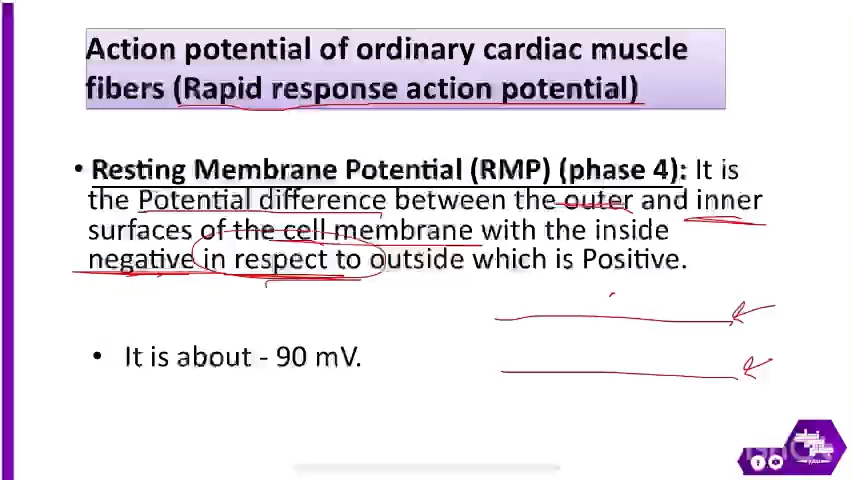 Action potential of ordinary cardiac muscle
fibers (Rapid response action potential)
• Resting Membrane Potential (RMP) (phase 4): It is
the Potential difference between the outer and inner
surfaces of the cell membrane with the inside
negative in respect to outside which is Positive.
• It is about - 90 mV.